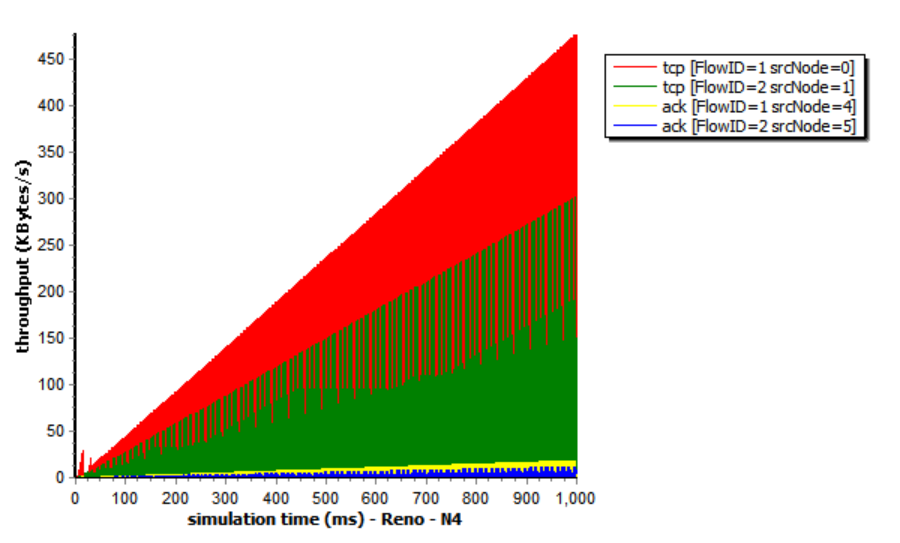 throughput (KBytes/s)
450
400
350
300
250
200
150
100
50
0
0 100 200 300 400 500 600 700 800 900 1,000
simulation time (ms) - Reno - N4
tcp [FlowID=1 srcNode=0]
tcp [FlowID=2 srcNode=1]
ack [FlowID=1 srcNode=4]
ack [FlowID=2 srcNode=5]